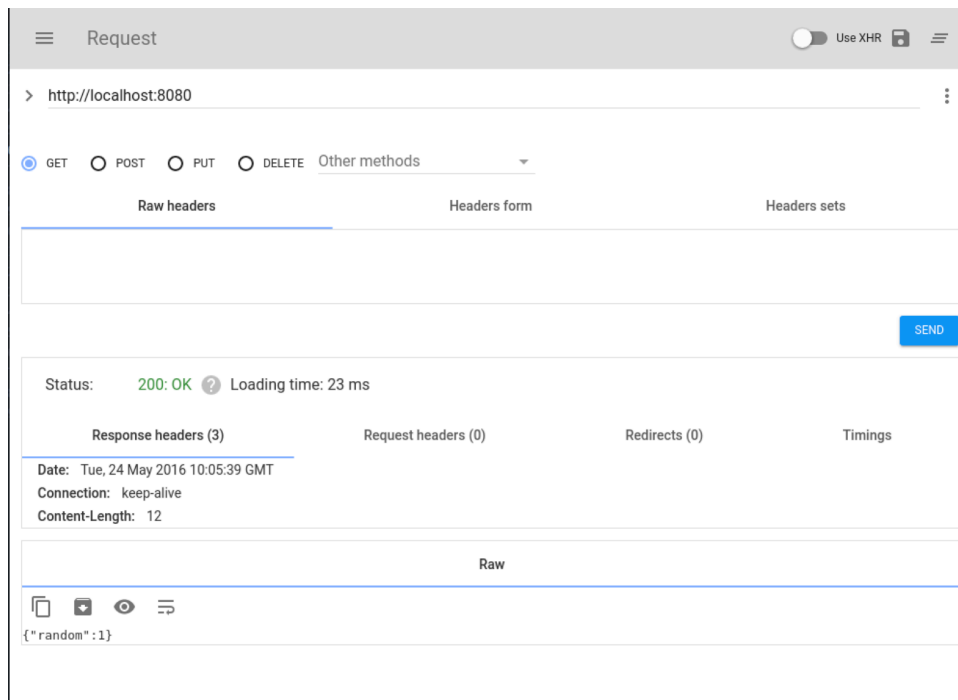 Request Use XHR
http://localhost:8080
GET POST PUT DELETE Other methods
Raw headers Headers form Headers sets
SEND
Status: 200: OK ? Loading time: 23 ms
Response headers (3) Request headers (0) Redirects (0) Timings
Date: Tue, 24 May 2016 10:05:39 GMT
Connection: keep-alive
Content-Length: 12
Raw
{"random":1}